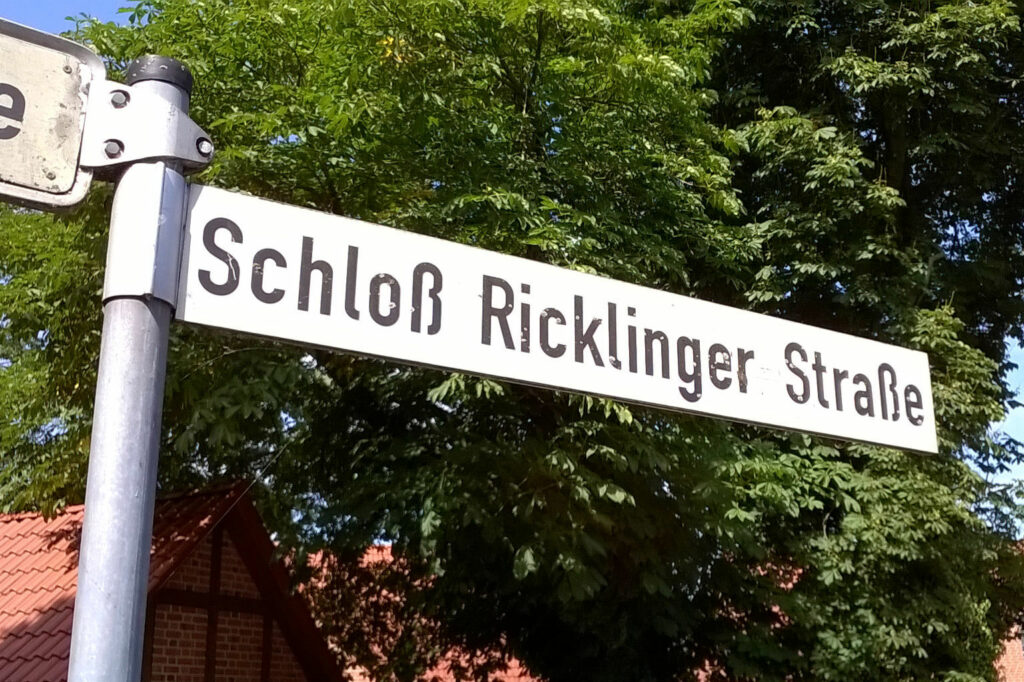 e
Schloß Ricklinger Straße